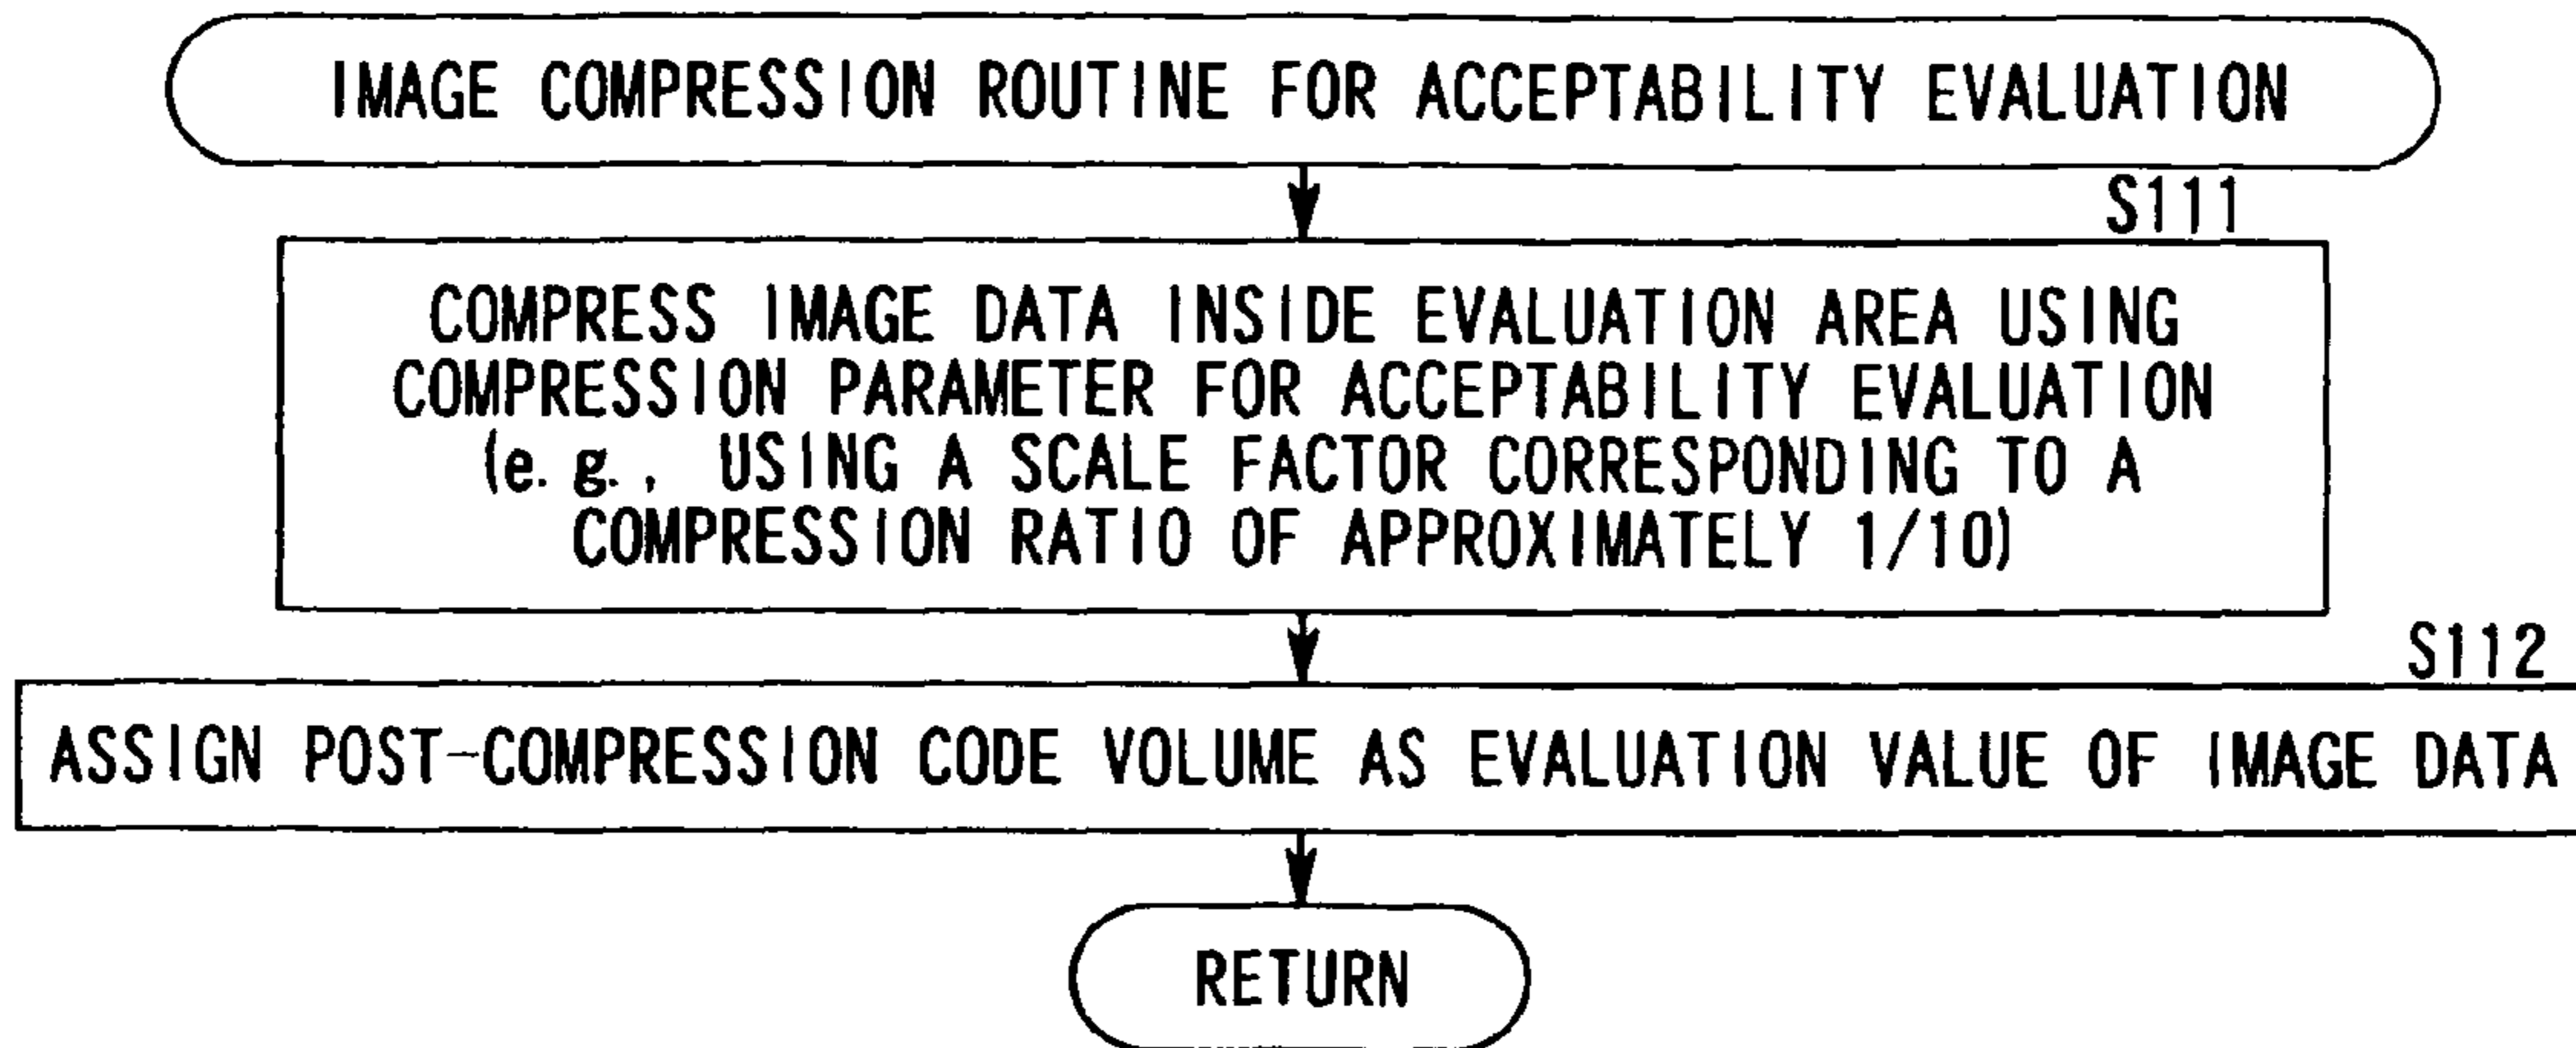 IMAGE COMPRESSION ROUTINE FOR ACCEPTABILITY EVALUATION
S111
COMPRESS IMAGE DATA INSIDE EVALUATION AREA USING
COMPRESSION PARAMETER FOR ACCEPTABILITY EVALUATION
(e.g., USING A SCALE FACTOR CORRESPONDING TO A
COMPRESSION RATIO OF APPROXIMATELY 1/10)
S112
ASSIGN POST-COMPRESSION CODE VOLUME AS EVALUATION VALUE OF IMAGE DATA
RETURN